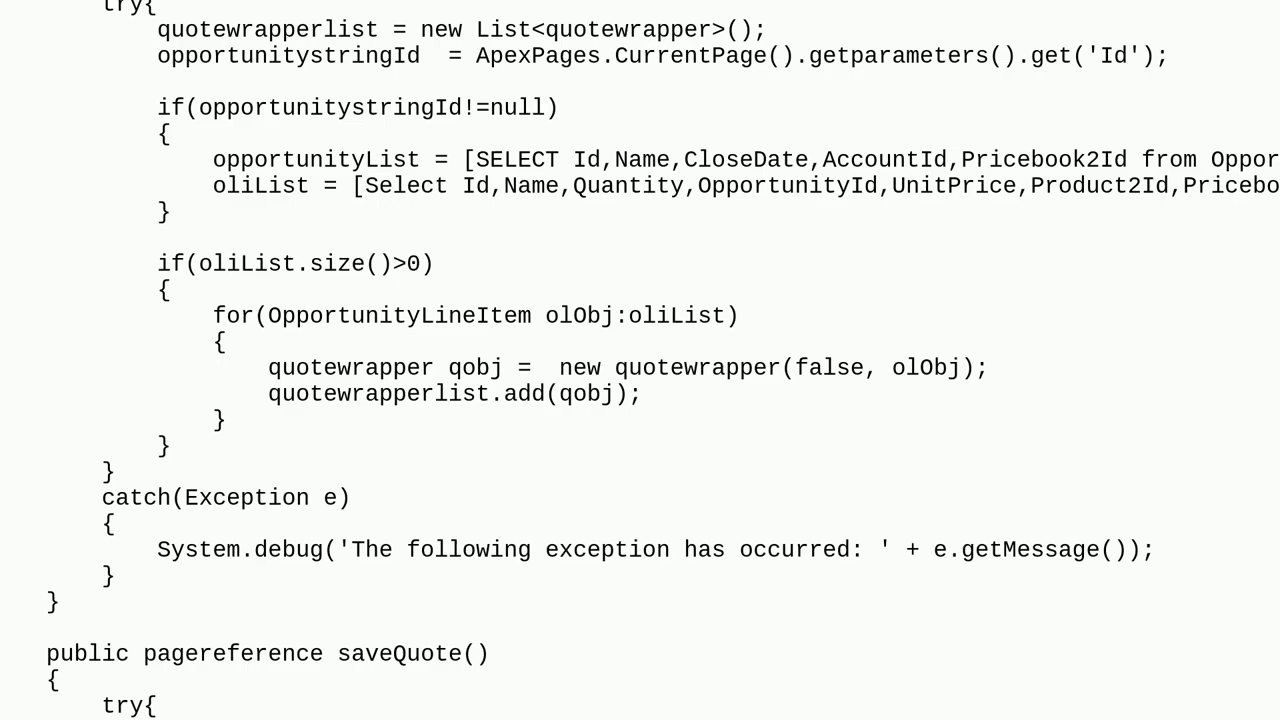 try{
quotewrapperlist = new List<quotewrapper>();
opportunitystringId  = ApexPages.CurrentPage().getparameters().get('Id');
if(opportunitystringId!=null)
{
opportunityList = [SELECT Id,Name,CloseDate,AccountId,Pricebook2Id from Oppor
oliList = [Select Id,Name,Quantity,OpportunityId,UnitPrice,Product2Id,Pricebo
}
if(oliList.size()>0)
{
for(OpportunityLineItem olObj:oliList)
{
quotewrapper qobj =  new quotewrapper(false, olObj);
quotewrapperlist.add(qobj);
}
}
}
catch(Exception e)
{
System.debug('The following exception has occurred: ' + e.getMessage());
}
}
public pagereference saveQuote()
{
try{